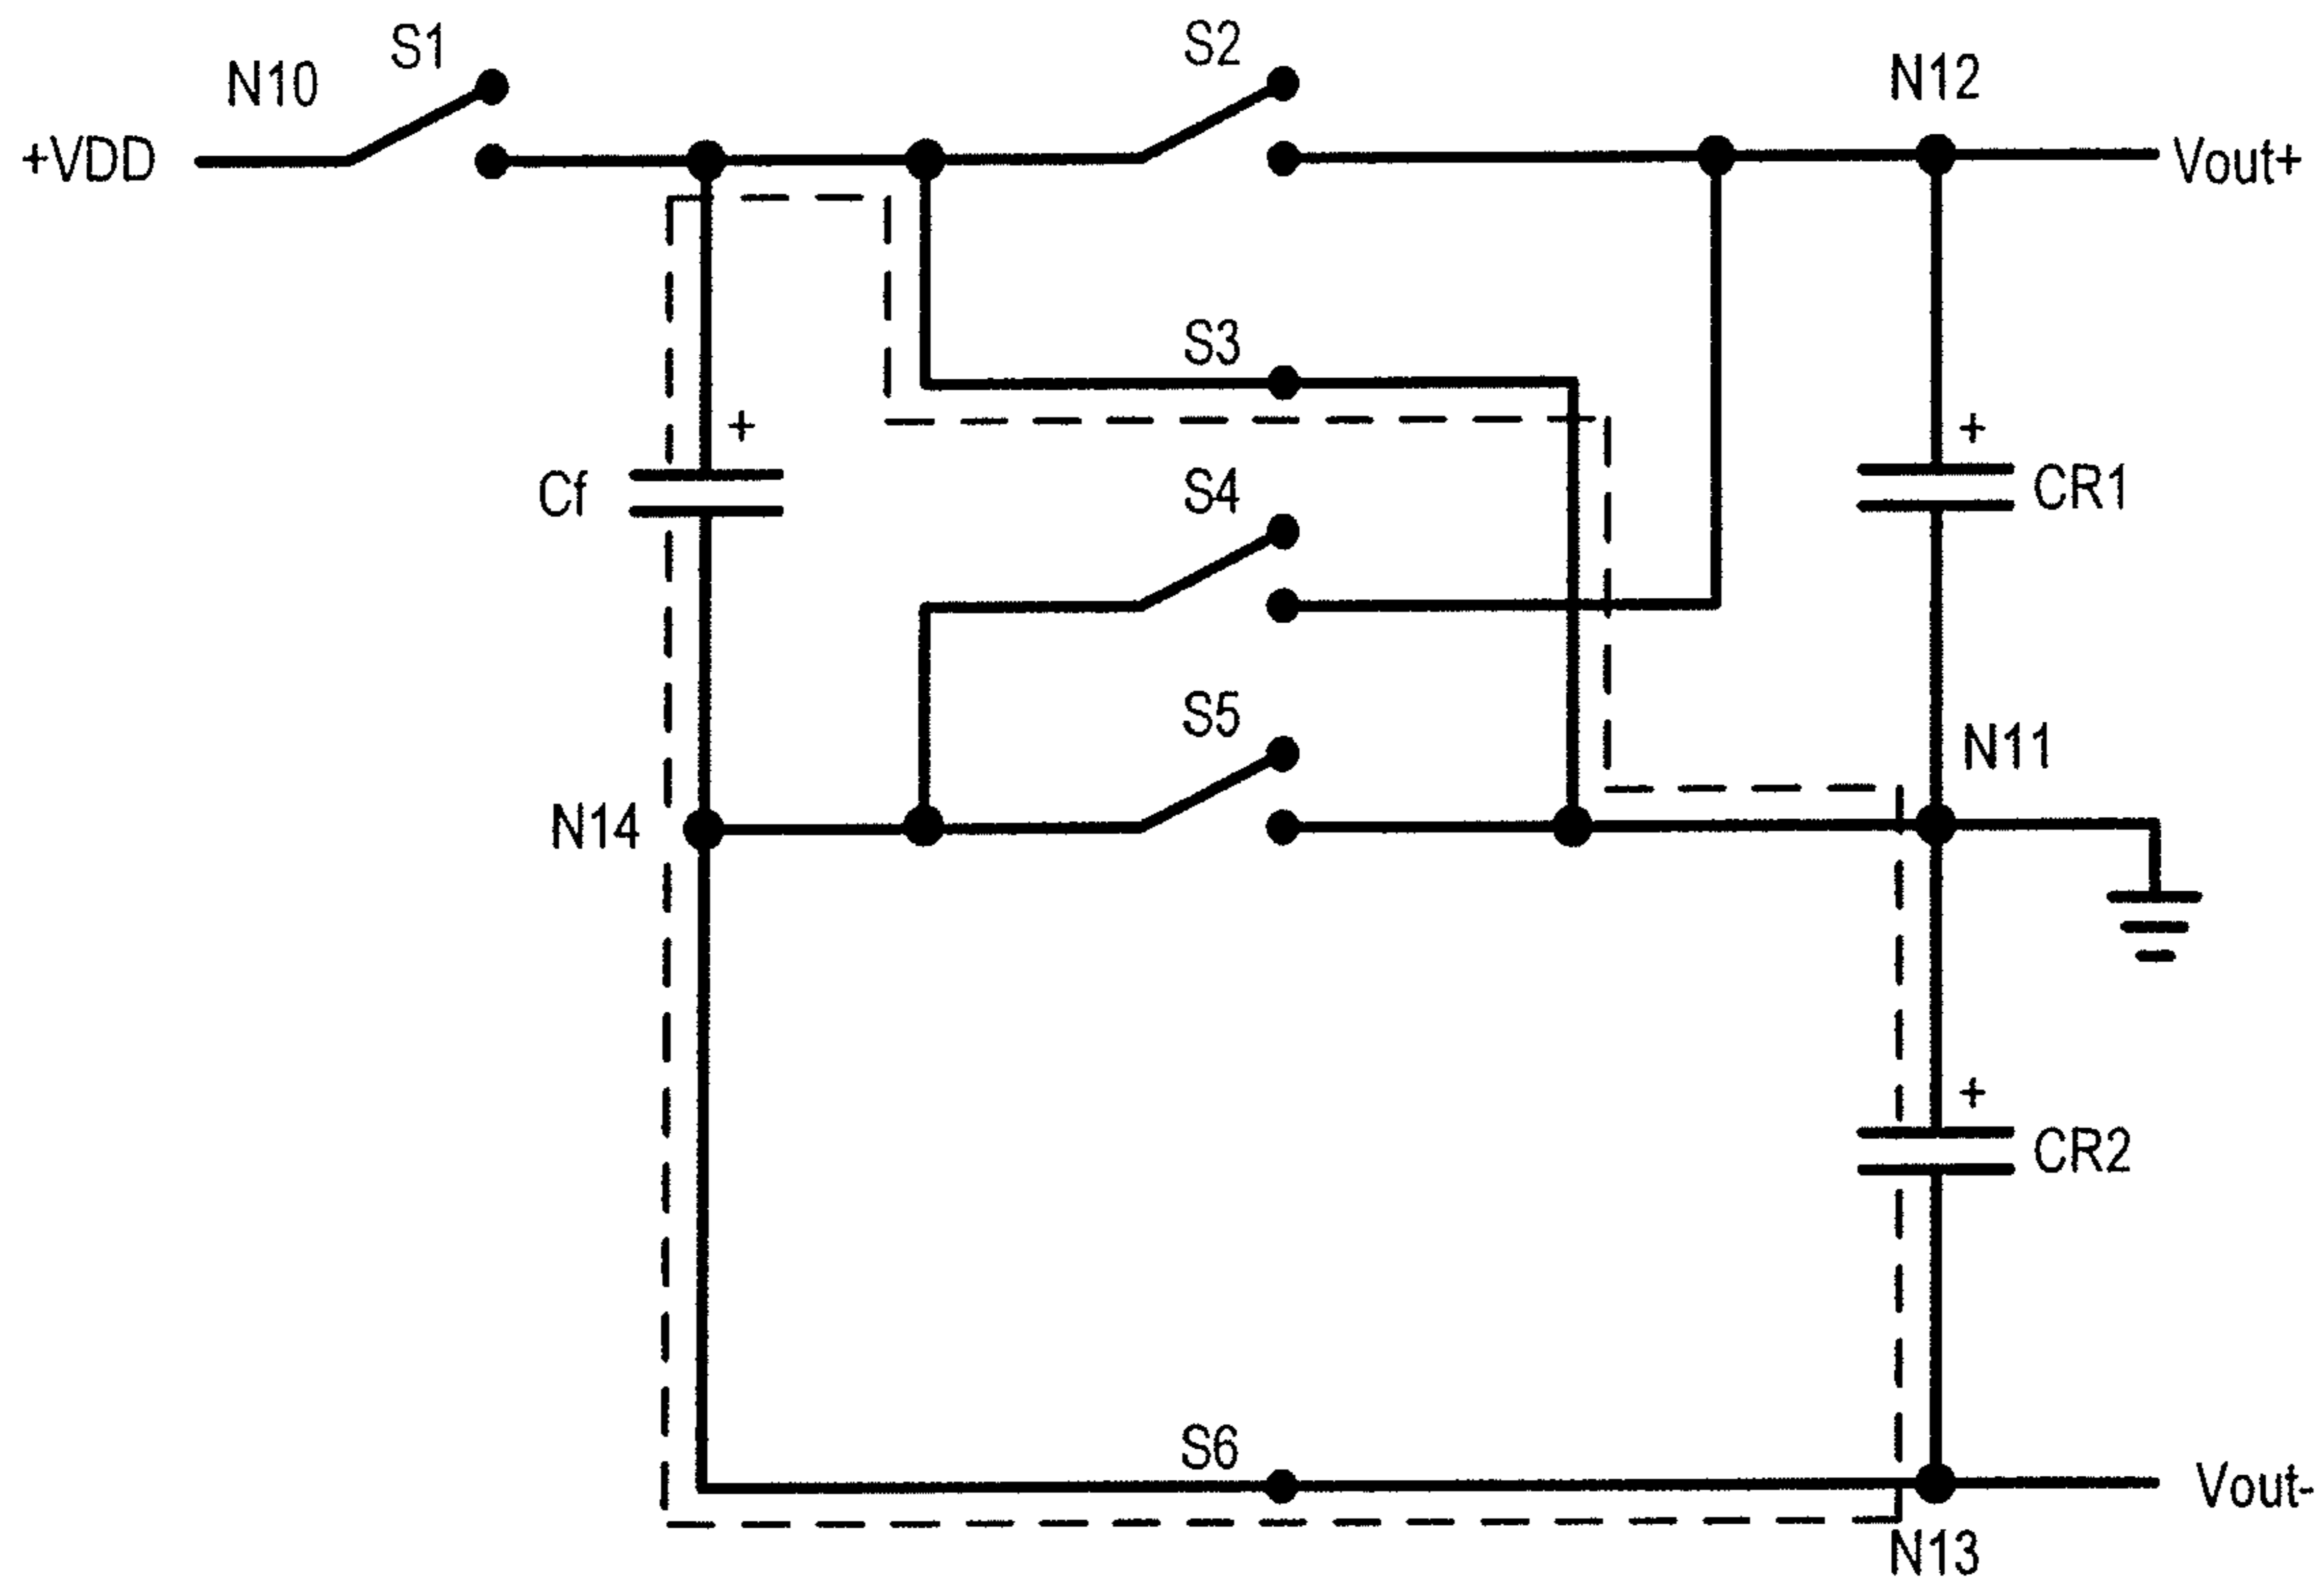 S1
S2
N10
N12
+VDD
Vout+
S3
+
+
Cf
S4
CR1
S5
N11
N14
+
CR2
S6
Vout-
N13